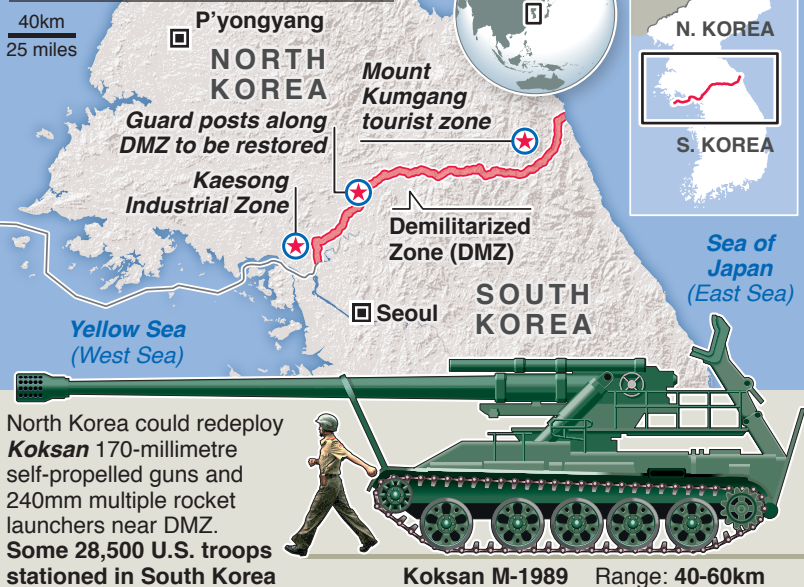 40km
25 miles
P'yongyang
NORTH
KOREA
Mount
Kumgang
tourist zone
Guard posts along
DMZ to be restored
Kaesong
Industrial Zone
Demilitarized
Zone (DMZ)
Seoul
SOUTH
KOREA
Yellow Sea
(West Sea)
Sea of
Japan
(East Sea)
N. KOREA
S. KOREA
North Korea could redeploy
Koksan 170-millimetre
self-propelled guns and
240mm multiple rocket
launchers near DMZ.
Some 28,500 U.S. troops
stationed in South Korea
Koksan M-1989 Range: 40-60km